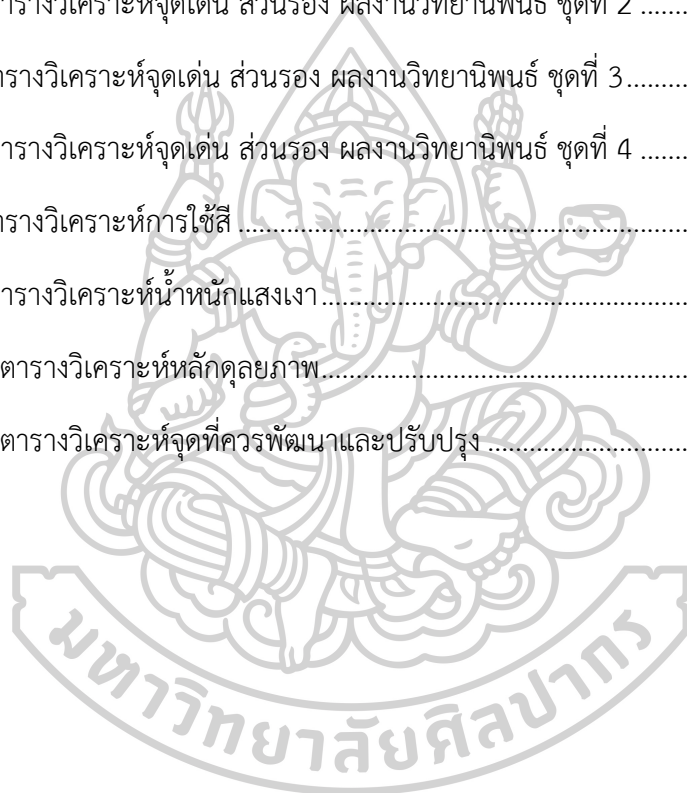 ตารางวิเคราะห์จุดเด่น ส่วนรอง ผลงานวิทยานิพนธ์ ชุดที่ 2 .......
ตารางวิเคราะห์จุดเด่น ส่วนรอง ผลงานวิทยานิพนธ์ ชุดที่ 3.........
ตารางวิเคราะห์จุดเด่น ส่วนรอง ผลงานวิทยานิพนธ์ ชุดที่ 4 .......
ตารางวิเคราะห์การใช้สี ................................................................
ตารางวิเคราะห์น้ำหนักแสงเงา....................................................
ตารางวิเคราะห์หลักดุลยภาพ....................................................
ตารางวิเคราะห์จุดที่ควรพัฒนาและปรับปรุง ............................
มหาวิทยาลัยศิลปากร